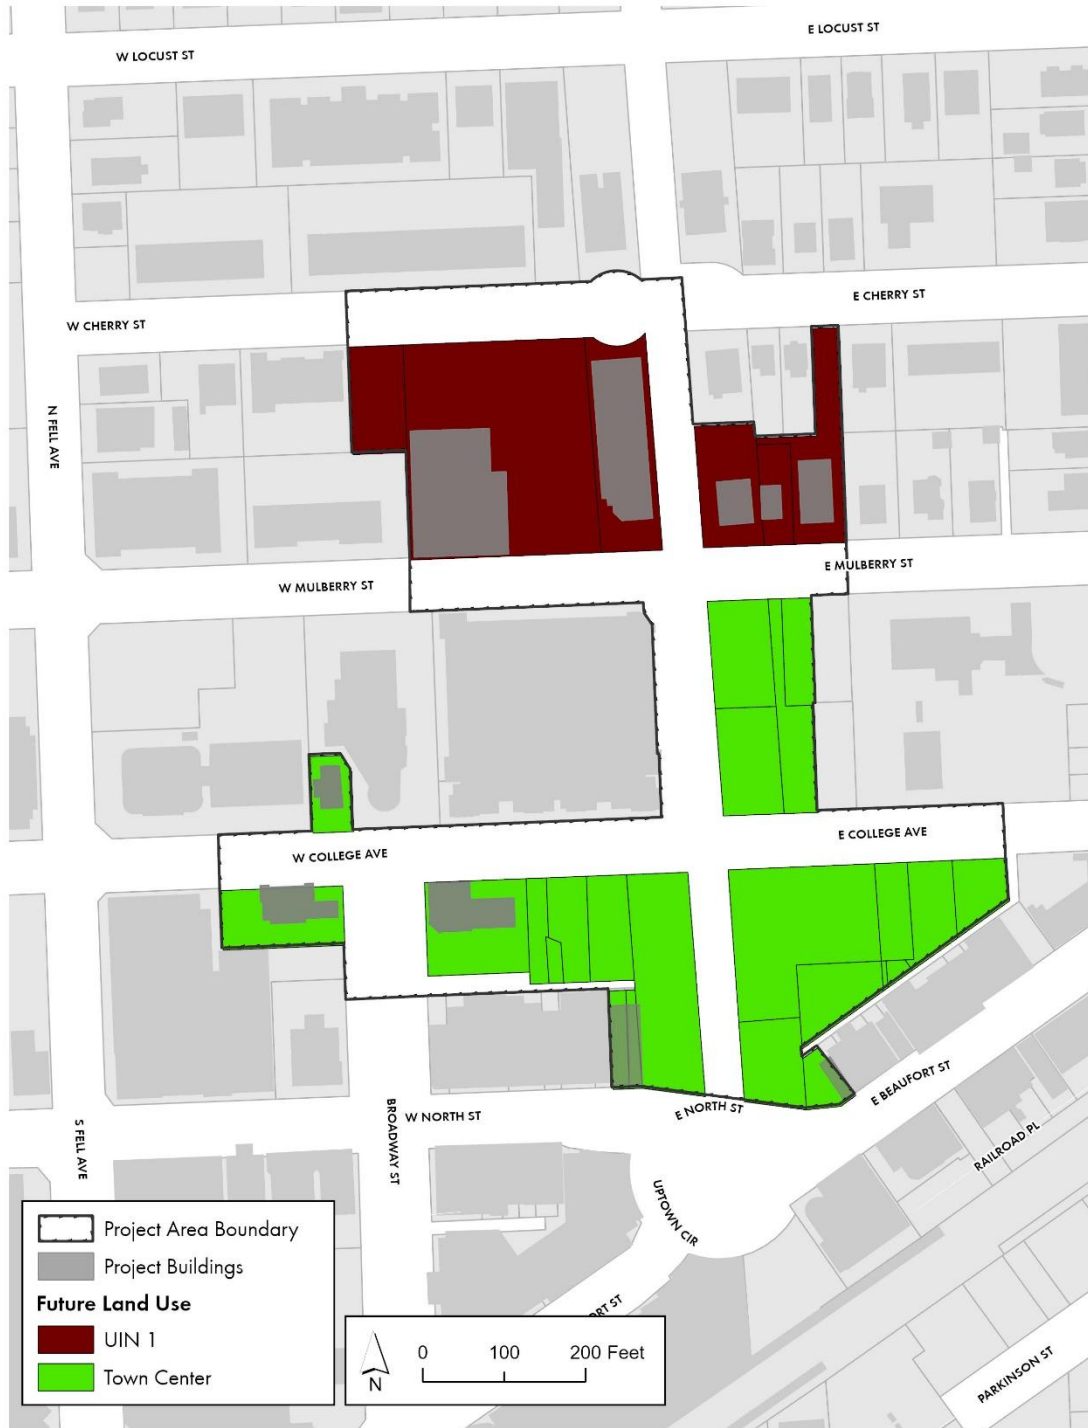 W LOCUST ST
E LOCUST ST
E CHERRY ST
W CHERRY ST
N FELL AVE
W MULBERRY ST
E MULBERRY ST
W COLLEGE AVE
E COLLEGE AVE
S FELL AVE
BROADWAY ST
W NORTH ST
E NORTH ST
E BEAUFORT ST
RAILROAD PL
UPTOWN CIR
ORT ST
PARKINSON ST
Project Area Boundary
Project Buildings
Future Land Use
UIN 1
Town Center
N
0 100 200 Feet